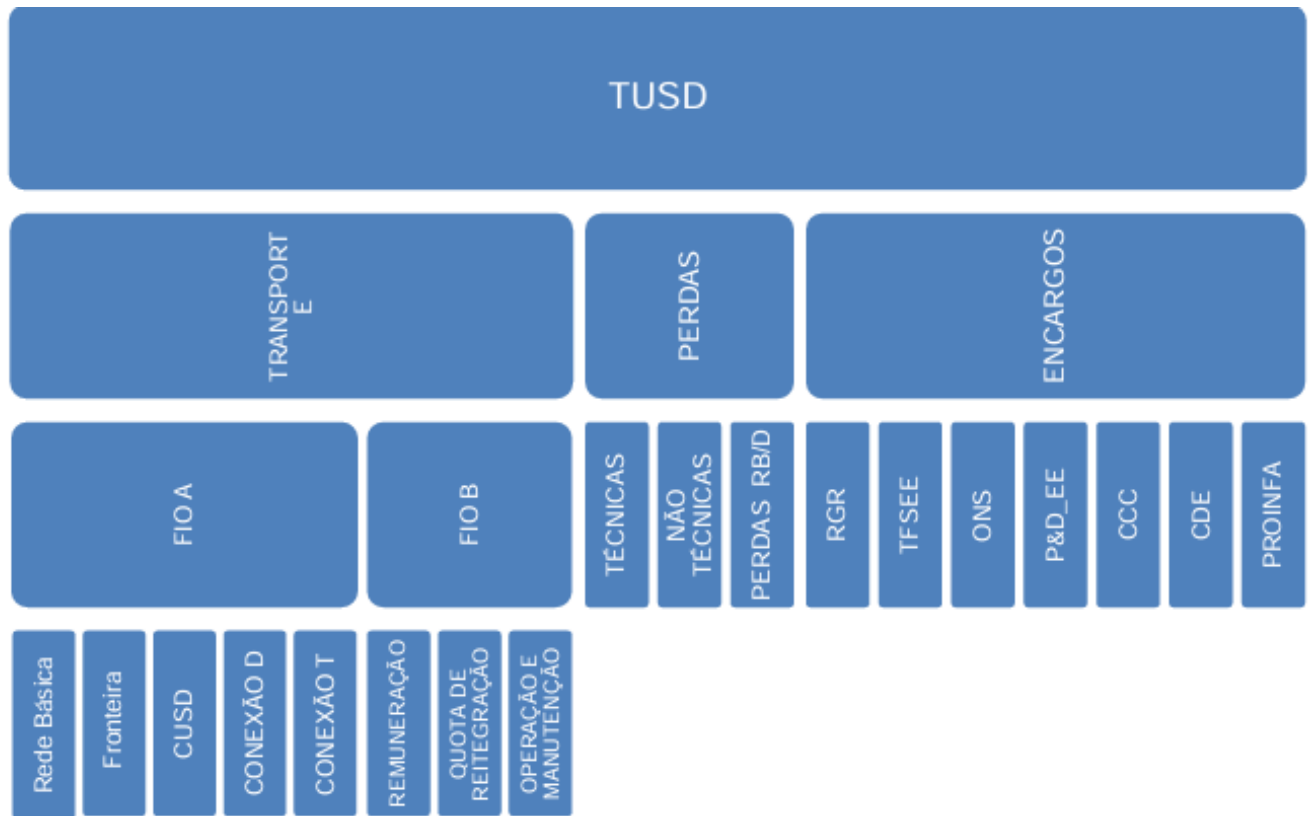 TUSD
TRANSPORT
E
PERDAS
ENCARGOS
FIO A
FIO B
TÉCNICAS
NÃO
TÉCNICAS
PERDAS RB/D
RGR
TFSEE
ONS
P&D_EE
CCC
CDE
PROINFA
Rede Básica
Fronteira
CUSD
CONEXÃO D
CONEXÃO T
REMUNERAÇÃO
QUOTA DE
REITEGRAÇÃO
OPERAÇÃO E
MANUTENÇÃO